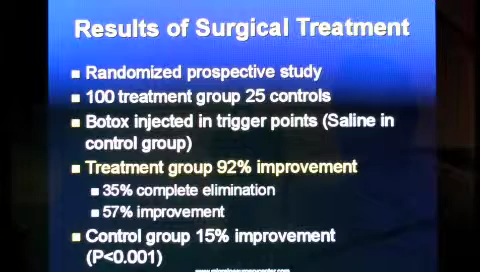 Results of Surgical Treatment
Randomized prospective study
100 treatment group 25 controls
Botox injected in trigger points (Saline in
control group)
Treatment group 92% improvement
35% complete elimination
57% improvement
Control group 15% improvement
(P<0.001)